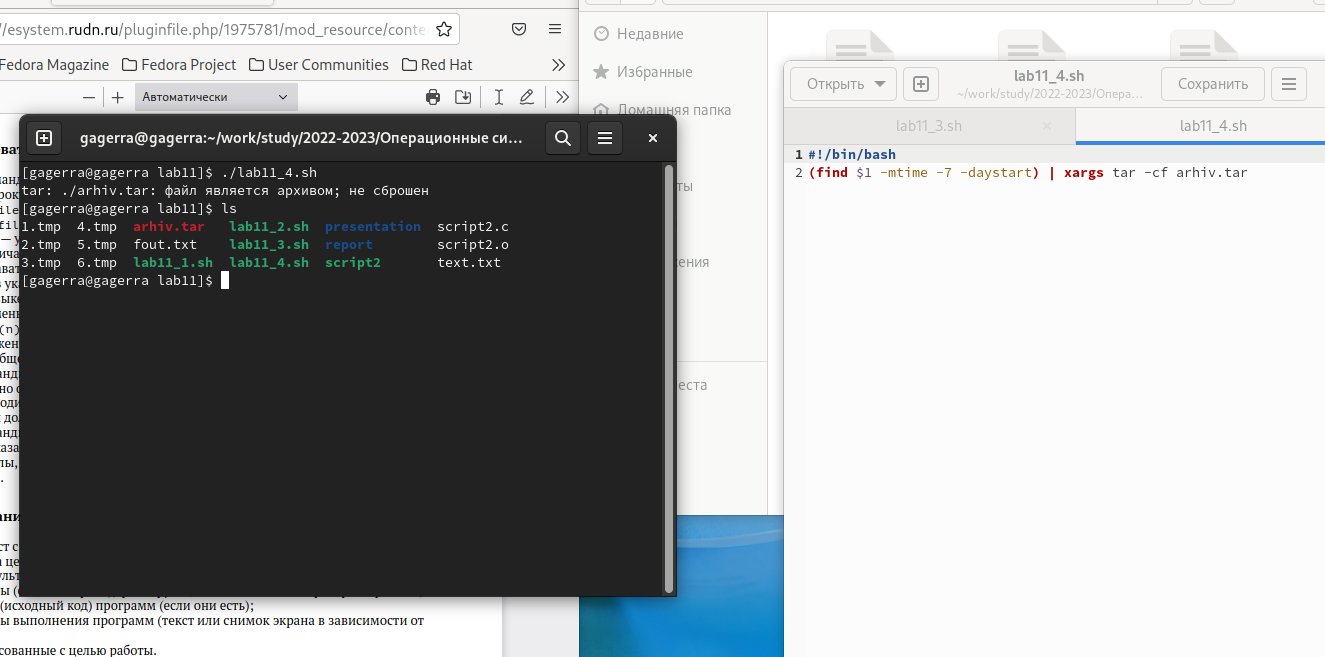 //esystem.rudn.ru/pluginfile.php/1975781/mod_resource/conte
Fedora Magazine Fedora Project User Communities Red Hat
Автоматически
Недавние
Избранные
Домашняя папка
gagerra@gagerra:~/work/study/2022-2023/Операционные си...
[gagerra@gagerra lab11]$ ./lab11_4.sh
tar: ./arhiv.tar: файл является архивом; не сброшен
[gagerra@gagerra lab11]$ ls
1.tmp 4.tmp arhiv.tar lab11_2.sh presentation script2.c
2.tmp 5.tmp fout.txt lab11_3.sh report script2.o
3.tmp 6.tmp lab11_1.sh lab11_4.sh script2 text.txt
[gagerra@gagerra lab11]$
(исходный код) программ (если они есть);
ы выполнения программ (текст или снимок экрана в зависимости от
сованные с целью работы.
Открыть
lab11_4.sh
~/work/study/2022-2023/Опера...
Сохранить
lab11_3.sh
lab11_4.sh
1 #!/bin/bash
2 (find $1 -mtime -7 -daystart) | xargs tar -cf arhiv.tar